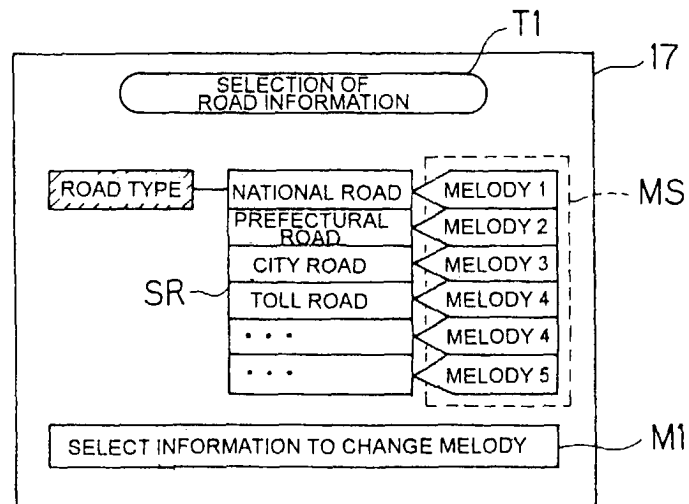 T1
17
SELECTION OF
ROAD INFORMATION
ROAD TYPE
NATIONAL ROAD
MELODY 1
MS
PREFECTURAL
ROAD
MELODY 2
CITY ROAD
MELODY 3
SR
TOLL ROAD
MELODY 4
. . .
MELODY 4
. . .
MELODY 5
SELECT INFORMATION TO CHANGE MELODY
M1